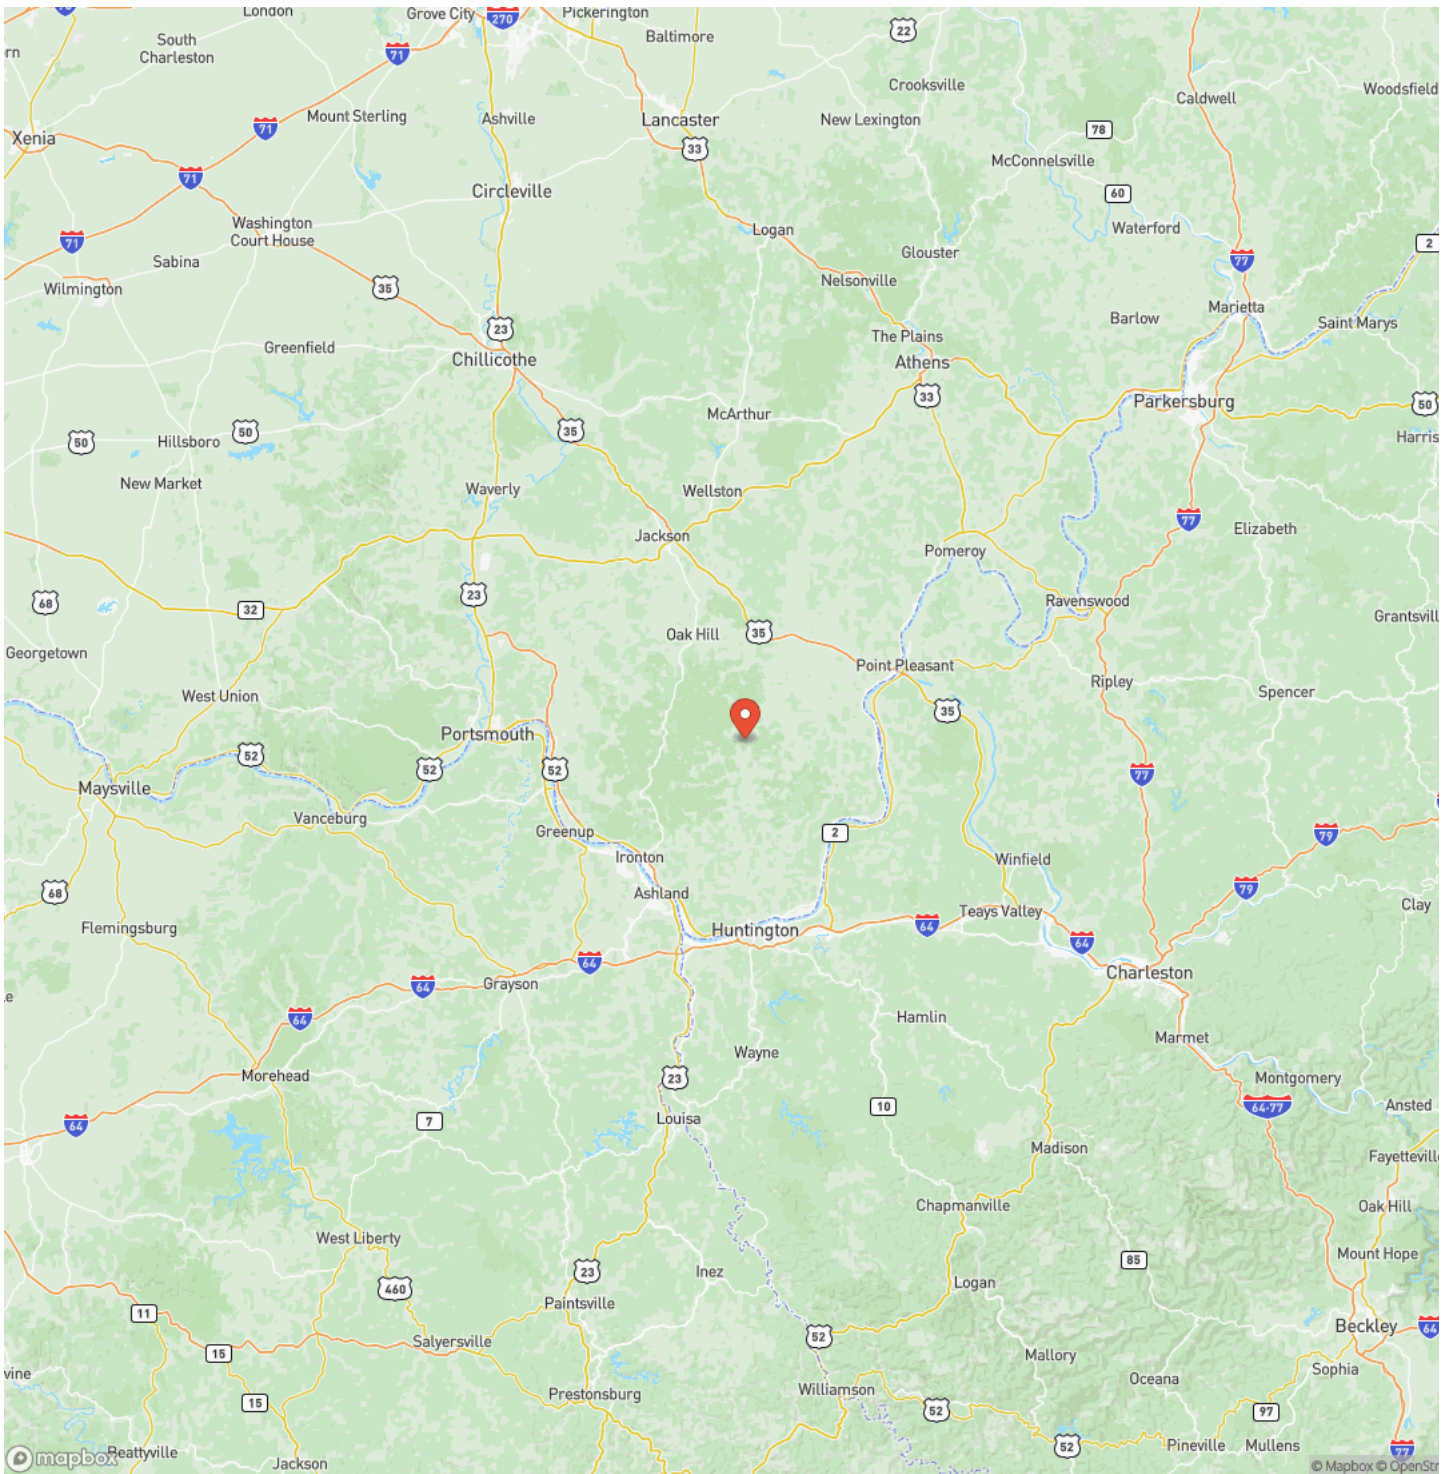 London
Grove City
270
Pickerington
Baltimore
22
South
Charleston
71
Crooksville
Woodsfield
Caldwell
Mount Sterling
Ashville
Lancaster
New Lexington
71
78
Xenia
33
McConnelsville
71
Circleville
60
Washington
Court House
Logan
Waterford
71
Sabina
Glouster
77
2
Wilmington
35
Nelsonville
Marietta
23
The Plains
Barlow
Saint Marys
Greenfield
Chillicothe
Athens
33
Parkersburg
50
McArthur
50
Hillsboro
50
35
Harris
New Market
Waverly
Wellston
77
Elizabeth
Jackson
Pomeroy
68
32
23
Ravenswood
Grantsvill
Oak Hill
35
Georgetown
Point Pleasant
West Union
Ripley
Spencer
35
Portsmouth
52
52
52
77
Maysville
Vanceburg
Greenup
2
79
Ironton
Winfield
68
Ashland
79
Teays Valley
Clay
Flemingsburg
Huntington
64
64
64
Charleston
Grayson
64
64
Hamlin
Marmet
Wayne
Morehead
23
Montgomery
64
7
Louisa
10
64-77
Ansted
Madison
Fayetteville
Chapmanville
Oak Hill
West Liberty
Mount Hope
85
23
Inez
460
Logan
11
Paintsville
Beckley
64
15
Salyersville
52
Mallory
Sophia
vine
Williamson
Oceana
15
Prestonsburg
52
97
52
Pineville
Mullens
77
mapbox
Beattyville
Jackson
© Mapbox © OpenStr